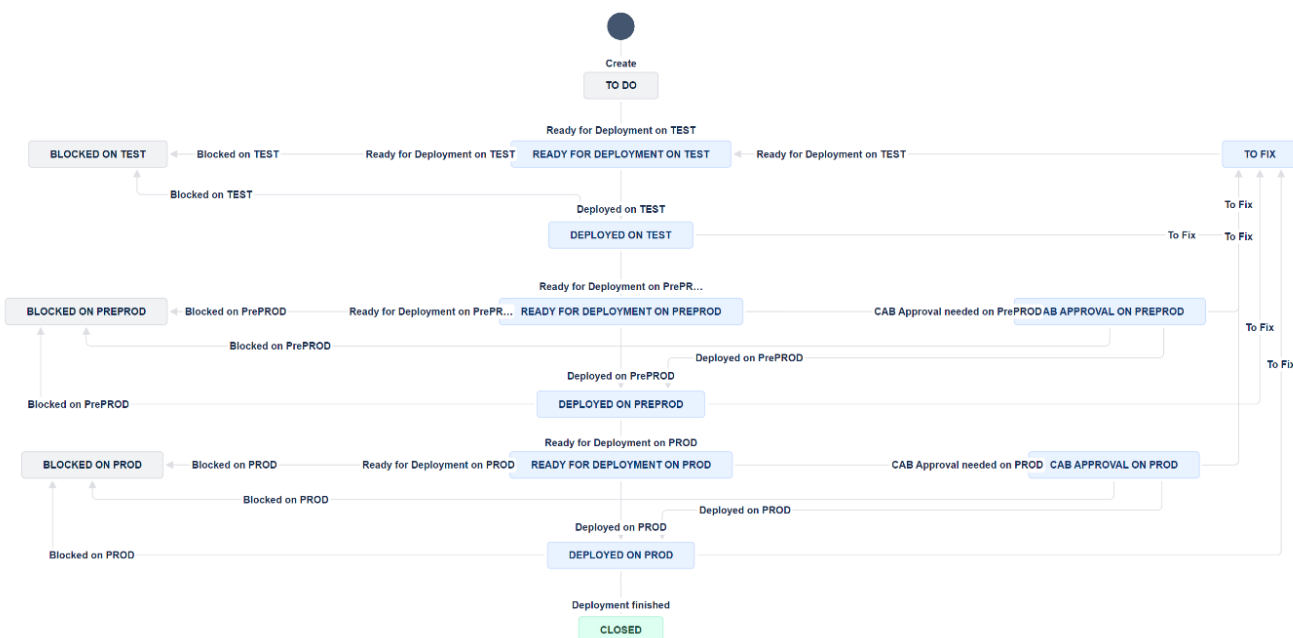 Create
TO DO
Ready for Deployment on TEST
BLOCKED ON TEST
Blocked on TEST
Ready for Deployment on TEST
READY FOR DEPLOYMENT ON TEST
Ready for Deployment on TEST
TO FIX
Blocked on TEST
To Fix
Deployed on TEST
DEPLOYED ON TEST
To Fix
To Fix
Ready for Deployment on PrePR...
BLOCKED ON PREPROD
Blocked on PrePROD
Ready for Deployment on PrePR...
READY FOR DEPLOYMENT ON PREPROD
CAB Approval needed on PrePROD
AB APPROVAL ON PREPROD
To Fix
Blocked on PrePROD
Deployed on PrePROD
To Fix
Deployed on PrePROD
Blocked on PrePROD
DEPLOYED ON PREPROD
Ready for Deployment on PROD
BLOCKED ON PROD
Blocked on PROD
Ready for Deployment on PROD
READY FOR DEPLOYMENT ON PROD
CAB Approval needed on PROD
CAB APPROVAL ON PROD
Blocked on PROD
Deployed on PROD
Deployed on PROD
Blocked on PROD
DEPLOYED ON PROD
Deployment finished
CLOSED